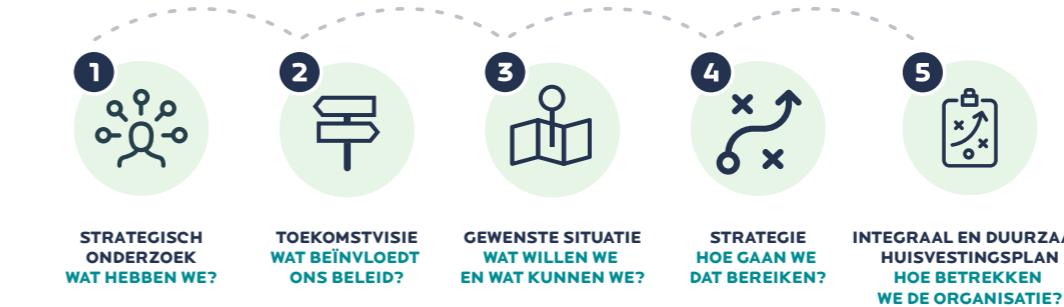 1
STRATEGISCH
ONDERZOEK
WAT HEBBEN WE?
2
TOEKOMSTVISIE
WAT BEÏNVLOEDT
ONS BELEID?
3
GEWENSTE SITUATIE
WAT WILLEN WE
EN WAT KUNNEN WE?
4
STRATEGIE
HOE GAAN WE
DAT BEREIKEN?
5
INTEGRAAL EN DUURZAA
HUISVESTINGSPLAN
HOE BETREKKEN
WE DE ORGANISATIE?